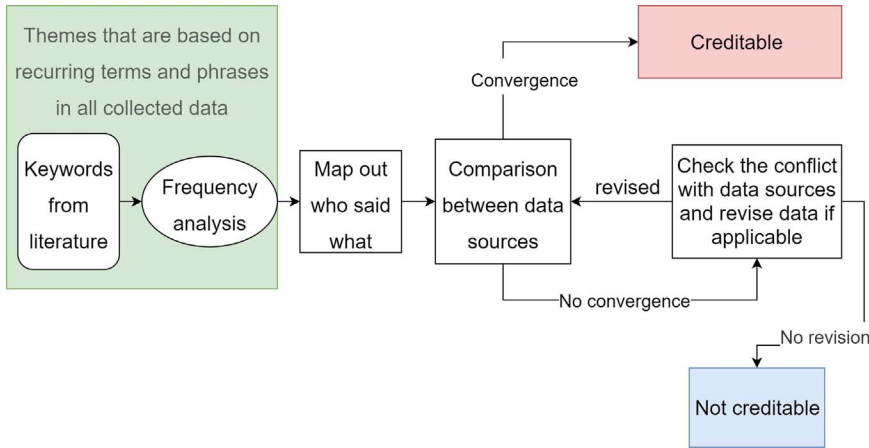 Themes that are based on
recurring terms and phrases
in all collected data
Keywords
from
literature
Frequency
analysis
Map out
who said
what
Comparison
between data
sources
Convergence
Creditable
revised
Check the conflict
with data sources
and revise data if
applicable
No convergence
No revision
Not creditable